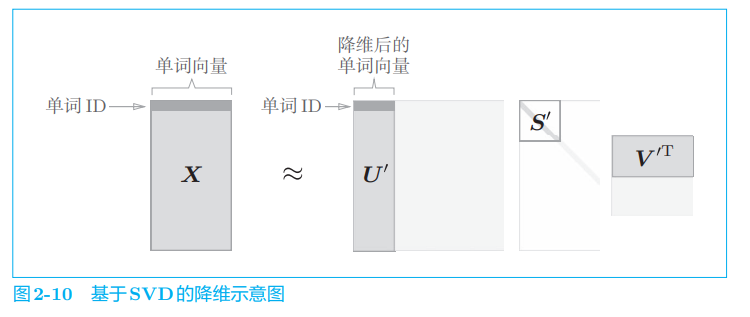 降维后的
单词向量 单词向量
单词 ID 单词 ID
X ≈ U′ S′ V′ᵀ
图 2-10 基于 SVD 的降维示意图